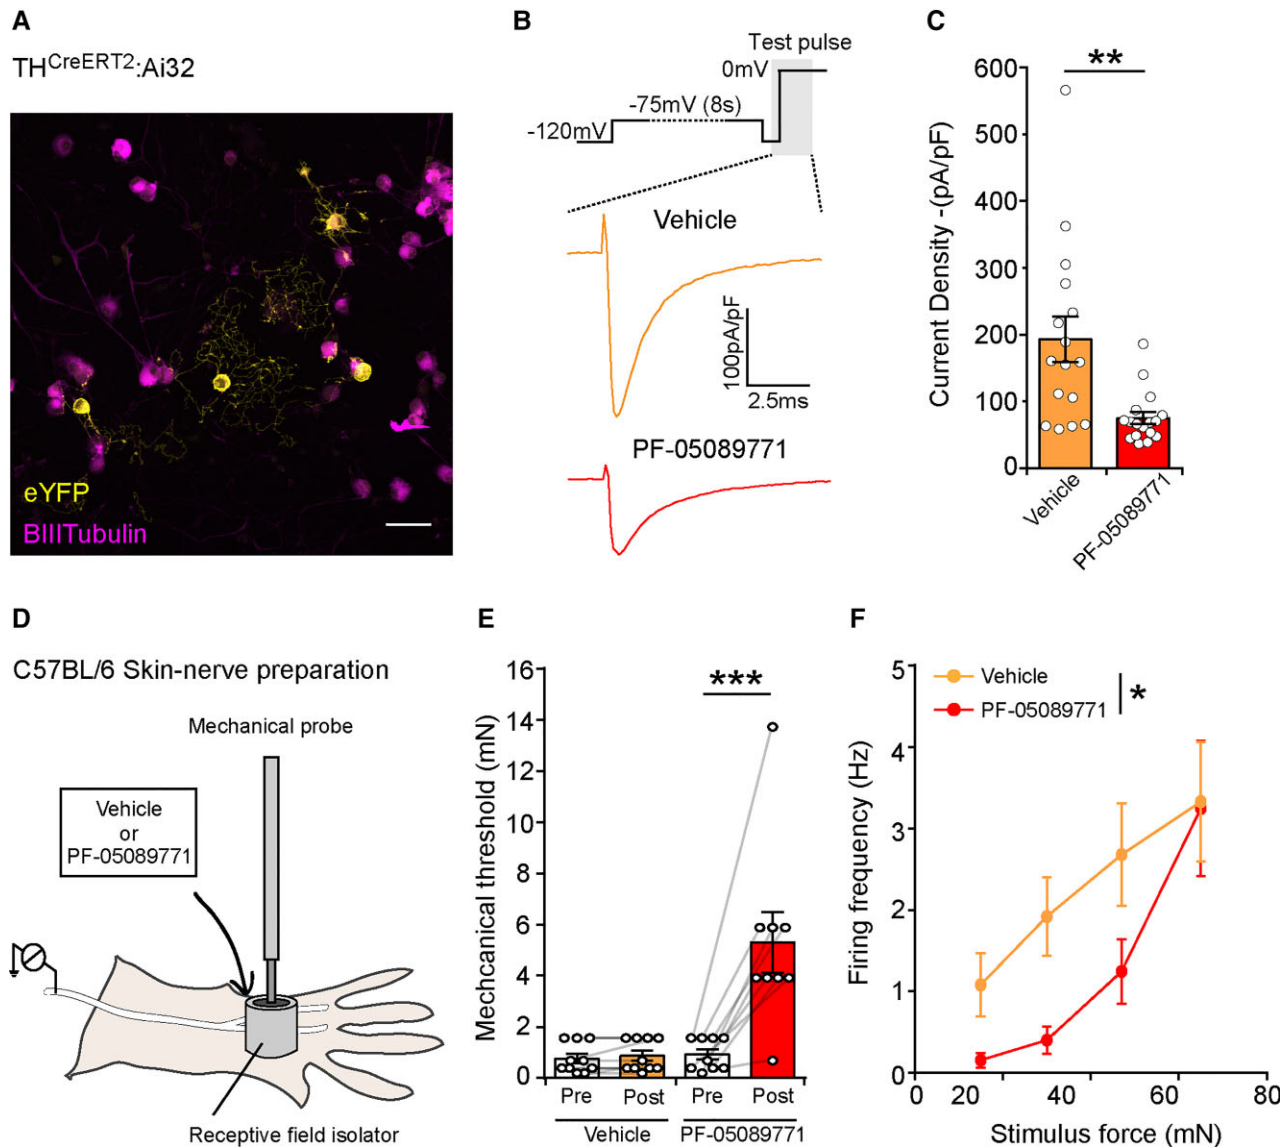 A
TH^CreERT2:Ai32
eYFP
BIIITubulin
B
Test pulse
0mV
-75mV (8s)
-120mV
Vehicle
100pA/pF
2.5ms
PF-05089771
C
**
Current Density -(pA/pF)
600
500
400
300
200
100
0
Vehicle
PF-05089771
D
C57BL/6 Skin-nerve preparation
Mechanical probe
Vehicle
or
PF-05089771
Receptive field isolator
E
***
Mechcanical threshold (mN)
16
14
12
10
8
6
4
2
0
Pre
Post
Pre
Post
Vehicle
PF-05089771
F
Vehicle
PF-05089771
*
Firing frequency (Hz)
5
4
3
2
1
0
20
40
60
80
Stimulus force (mN)